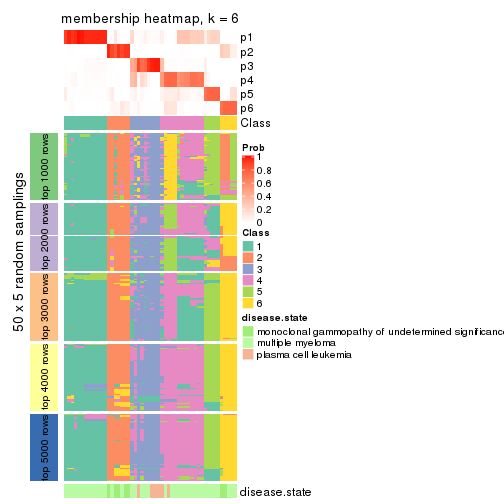 membership heatmap, k = 6
p1
p2
p3
p4
p5
p6
Class
50 x 5 random samplings
top 1000 rows
top 2000 rows
top 3000 rows
top 4000 rows
top 5000 rows
Prob
1
0.8
0.6
0.4
0.2
0
Class
1
2
3
4
5
6
disease.state
monoclonal gammopathy of undetermined significance
multiple myeloma
plasma cell leukemia
disease.state